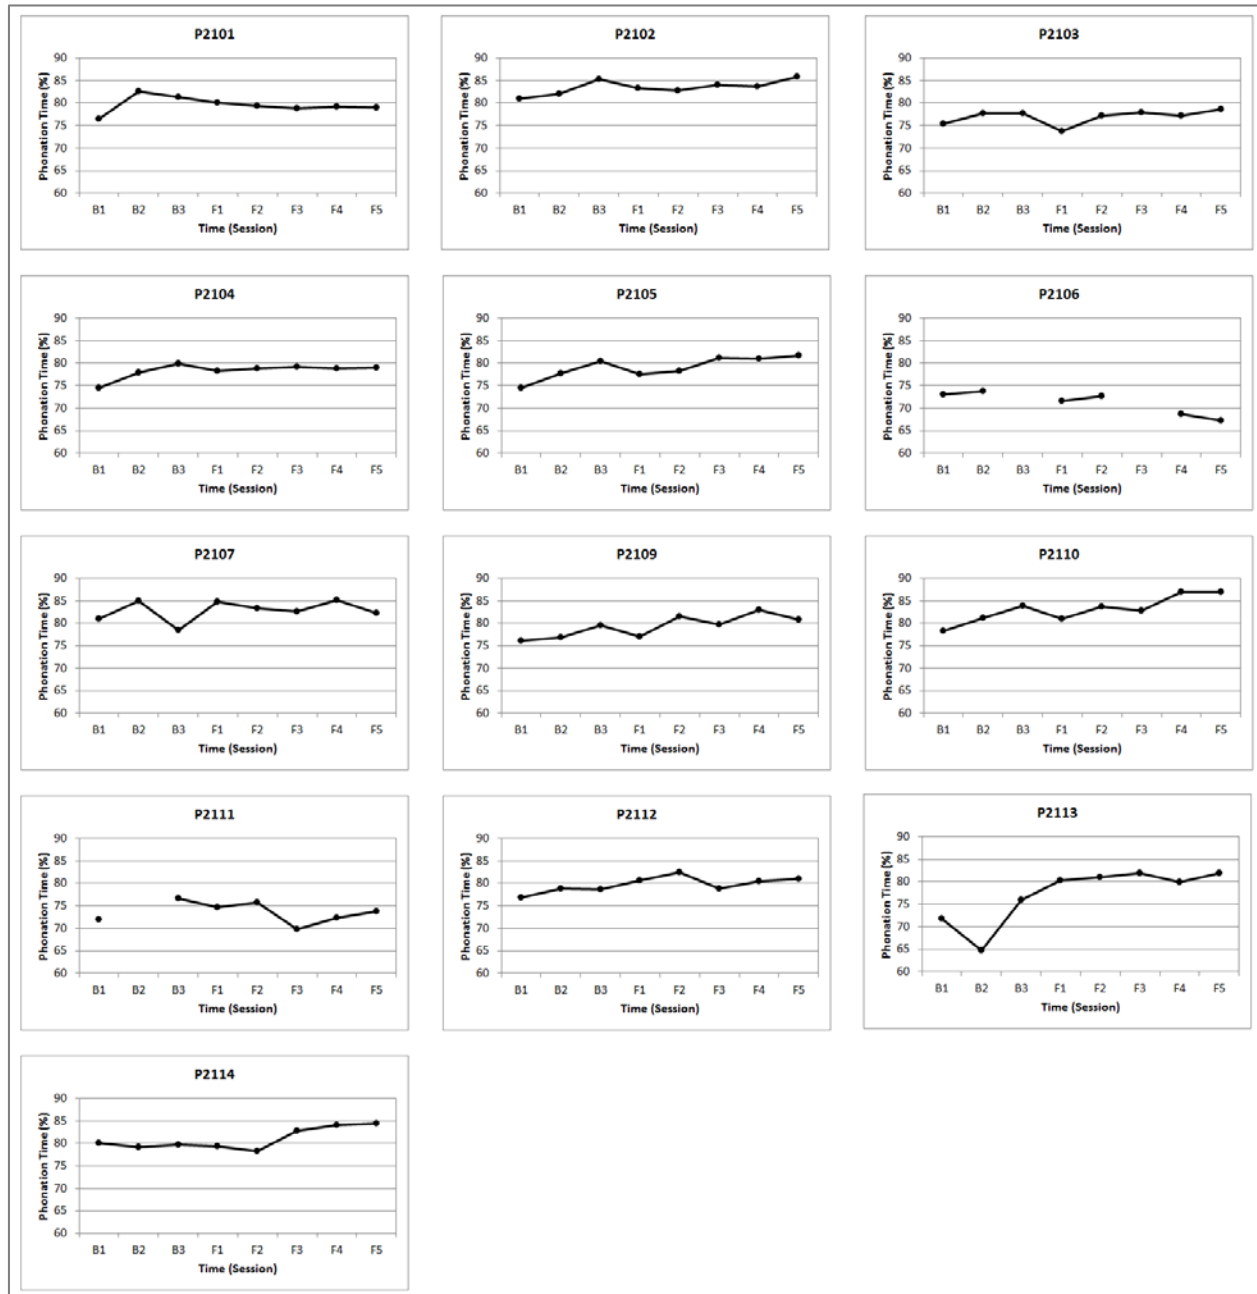 P2101
Phonation Time (%)
90
85
80
75
70
65
60
B1 B2 B3 F1 F2 F3 F4 F5
Time (Session)
P2102
Phonation Time (%)
90
85
80
75
70
65
60
B1 B2 B3 F1 F2 F3 F4 F5
Time (Session)
P2103
Phonation Time (%)
90
85
80
75
70
65
60
B1 B2 B3 F1 F2 F3 F4 F5
Time (Session)
P2104
Phonation Time (%)
90
85
80
75
70
65
60
B1 B2 B3 F1 F2 F3 F4 F5
Time (Session)
P2105
Phonation Time (%)
90
85
80
75
70
65
60
B1 B2 B3 F1 F2 F3 F4 F5
Time (Session)
P2106
Phonation Time (%)
90
85
80
75
70
65
60
B1 B2 B3 F1 F2 F3 F4 F5
Time (Session)
P2107
Phonation Time (%)
90
85
80
75
70
65
60
B1 B2 B3 F1 F2 F3 F4 F5
Time (Session)
P2109
Phonation Time (%)
90
85
80
75
70
65
60
B1 B2 B3 F1 F2 F3 F4 F5
Time (Session)
P2110
Phonation Time (%)
90
85
80
75
70
65
60
B1 B2 B3 F1 F2 F3 F4 F5
Time (Session)
P2111
Phonation Time (%)
90
85
80
75
70
65
60
B1 B2 B3 F1 F2 F3 F4 F5
Time (Session)
P2112
Phonation Time (%)
90
85
80
75
70
65
60
B1 B2 B3 F1 F2 F3 F4 F5
Time (Session)
P2113
Phonation Time (%)
90
85
80
75
70
65
60
B1 B2 B3 F1 F2 F3 F4 F5
Time (Session)
P2114
Phonation Time (%)
90
85
80
75
70
65
60
B1 B2 B3 F1 F2 F3 F4 F5
Time (Session)